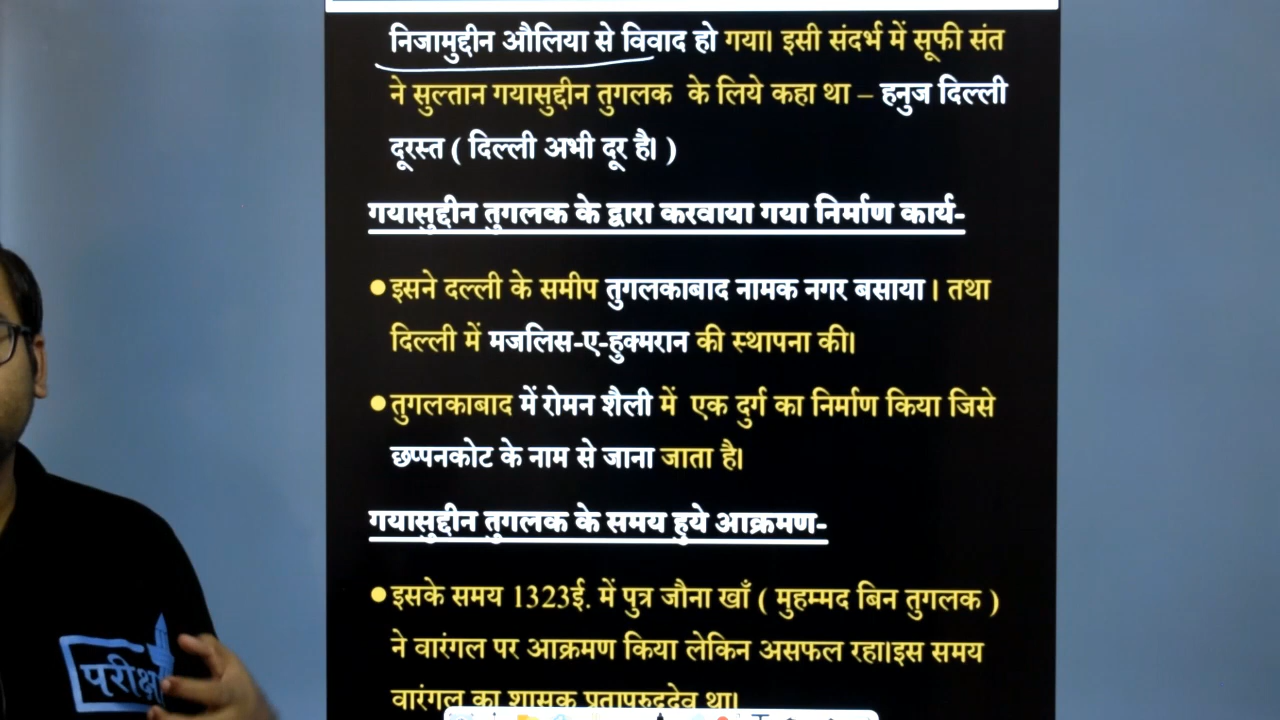 निजामुद्दीन औलिया से विवाद हो गया। इसी संदर्भ में सूफी संत
ने सुल्तान गयासुद्दीन तुगलक के लिये कहा था – हनुज दिल्ली
दूरस्त ( दिल्ली अभी दूर है। )
गयासुद्दीन तुगलक के द्वारा करवाया गया निर्माण कार्य-
●इसने दल्ली के समीप तुगलकाबाद नामक नगर बसाया । तथा
दिल्ली में मजलिस-ए-हुक्मरान की स्थापना की।
●तुगलकाबाद में रोमन शैली में एक दुर्ग का निर्माण किया जिसे
छप्पनकोट के नाम से जाना जाता है।
गयासुद्दीन तुगलक के समय हुये आक्रमण-
●इसके समय 1323ई. में पुत्र जौना खाँ ( मुहम्मद बिन तुगलक )
ने वारंगल पर आक्रमण किया लेकिन असफल रहा।इस समय
वारंगल का शासक प्रतापरुद्रदेव था।
परीक्ष